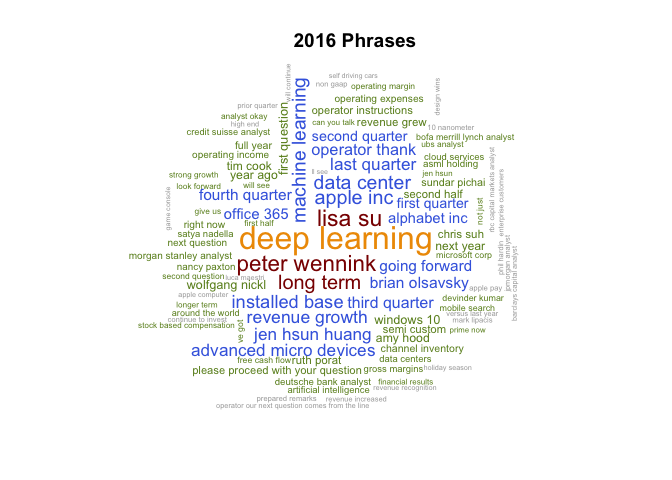 2016 Phrases
self driving cars
will continue
non gaap
operating margin
design wins
operating expenses
prior quarter
machine learning
operator instructions
analyst okay
first question
can you talk
revenue grew
high end
10 nanometer
credit suisse analyst
second quarter
bofa merrill lynch analyst
full year
operator thank
ubs analyst
operating income
last quarter
cloud services
tim cook
asml holding
rbc capital markets analyst
strong growth
year ago
ll see
jen hsun
data center
sundar pichai
enterprise customers
look forward
will see
fourth quarter
apple inc
second half
game console
give us
office 365
first quarter
not just
lisa su
alphabet inc
right now
first half
satya nadella
deep learning
chris suh
next question
next year
morgan stanley analyst
microsoft corp
nancy paxton
peter wennink
going forward
phil hardin
jpmorgan analyst
barclays capital analyst
second question
luca maestri
long term
brian olsavsky
wolfgang nickl
apple pay
apple computer
installed base
third quarter
devinder kumar
longer term
mobile search
around the world
revenue growth
versus last year
continue to invest
windows 10
mark lipacis
stock based compensation
ve got
jen hsun huang
semi custom
prime now
amy hood
advanced micro devices
channel inventory
free cash flow
ruth porat
data centers
please proceed with your question
gross margins
holiday season
deutsche bank analyst
financial results
artificial intelligence
revenue recognition
prepared remarks
revenue increased
operator our next question comes from the line